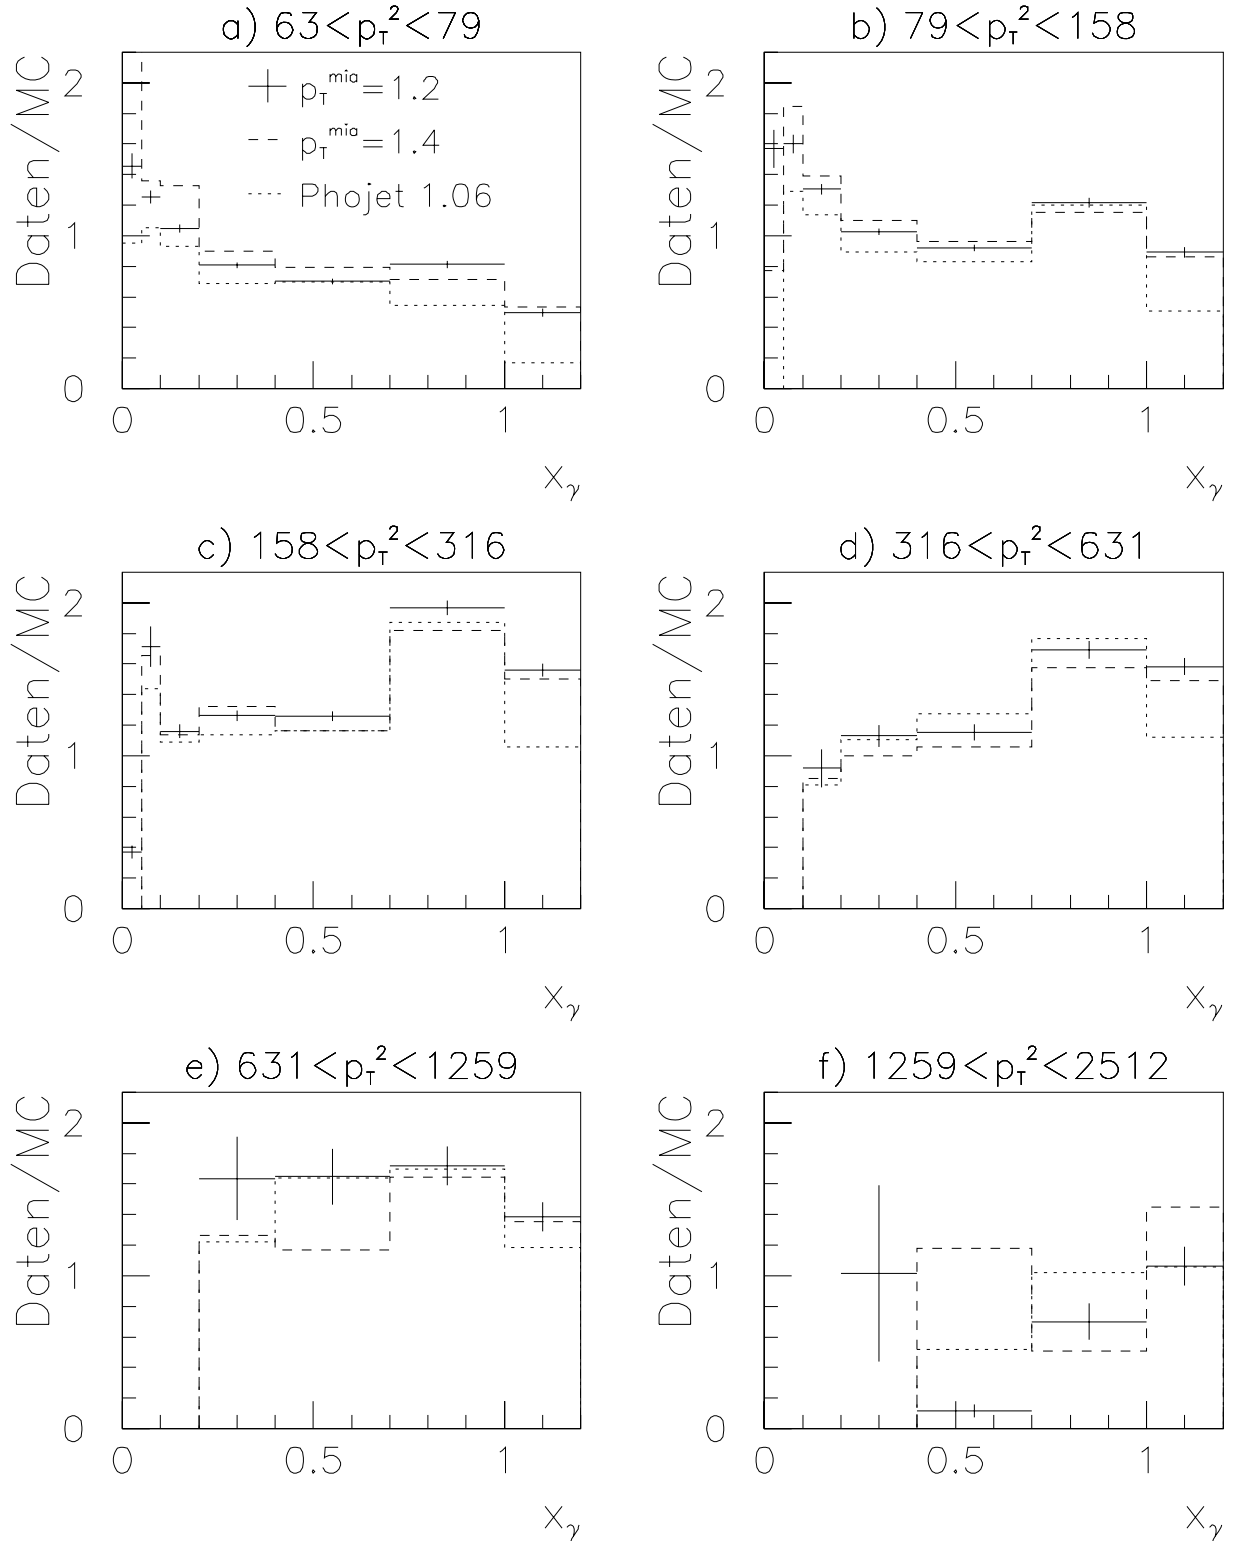 a) 63<p_T^2<79
Daten/MC
2
1
0
p_T^mia=1.2
p_T^mia=1.4
Phojet 1.06
0 0.5 1
x_γ
b) 79<p_T^2<158
Daten/MC
2
1
0
0 0.5 1
x_γ
c) 158<p_T^2<316
Daten/MC
2
1
0
0 0.5 1
x_γ
d) 316<p_T^2<631
Daten/MC
2
1
0
0 0.5 1
x_γ
e) 631<p_T^2<1259
Daten/MC
2
1
0
0 0.5 1
x_γ
f) 1259<p_T^2<2512
Daten/MC
2
1
0
0 0.5 1
x_γ